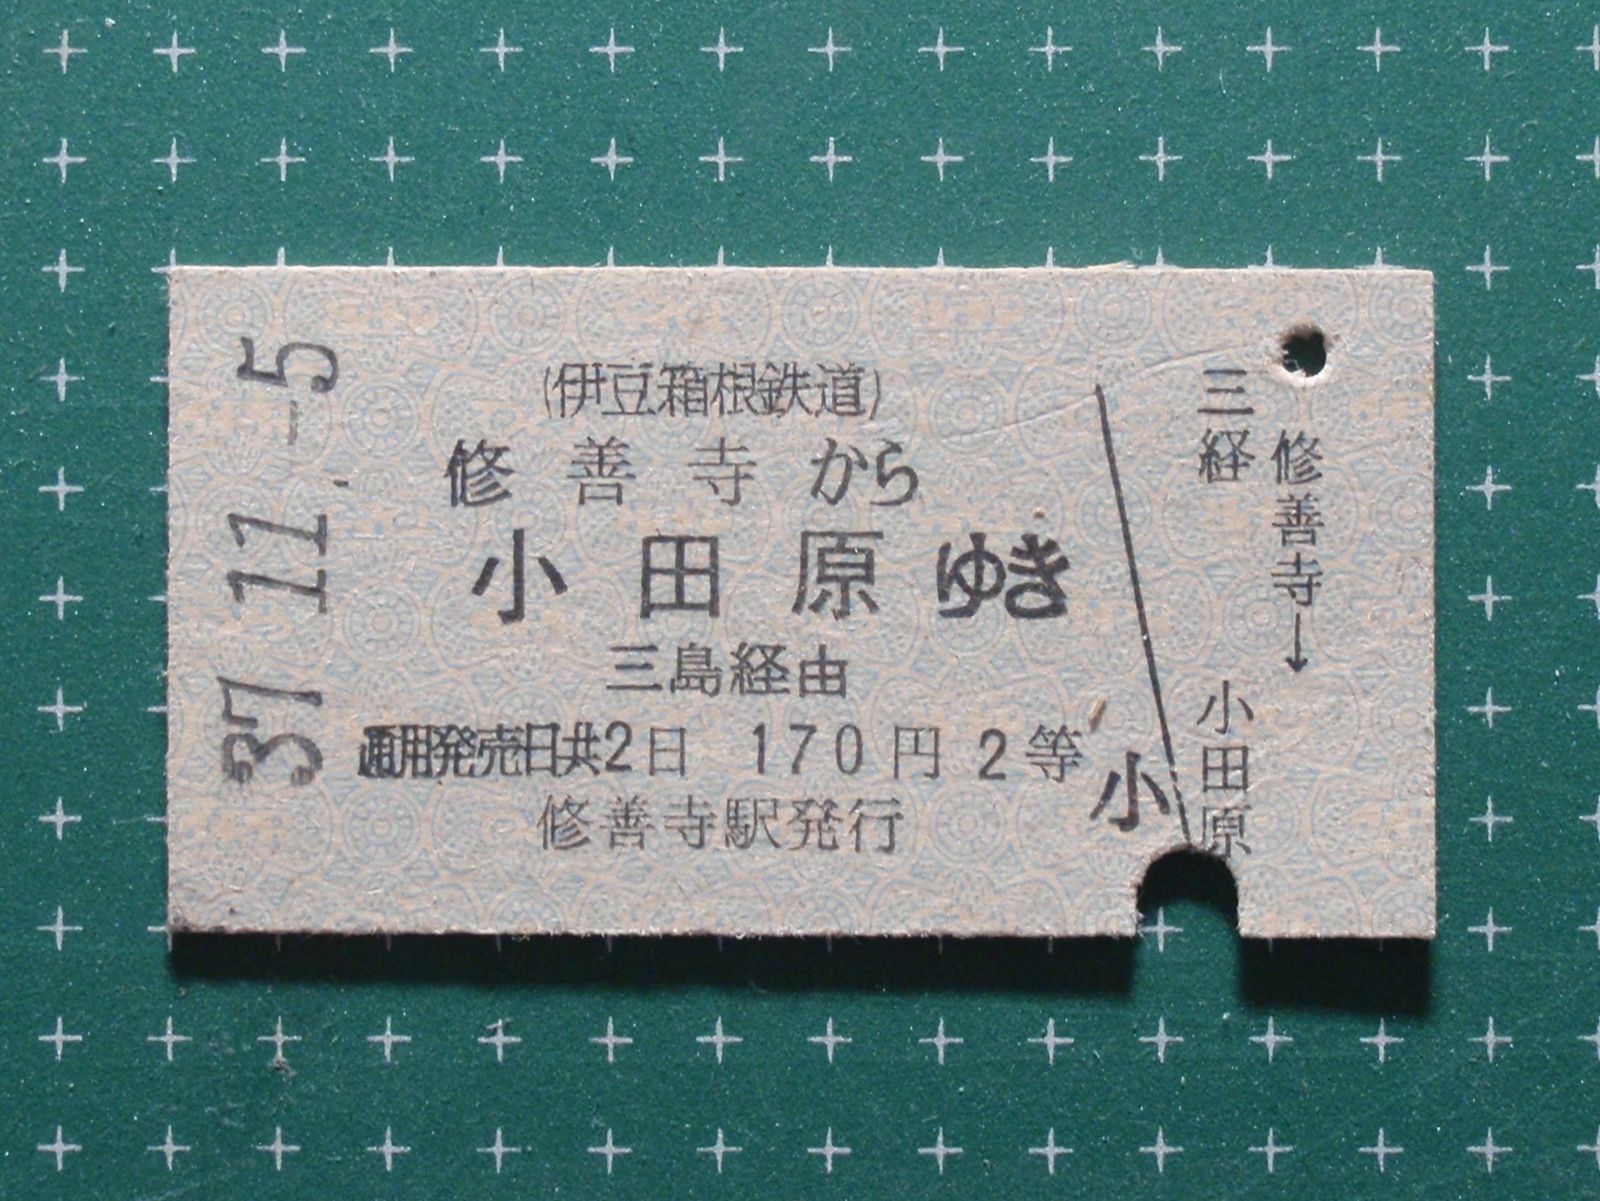 37.11.-5
(伊豆箱根鉄道)
修善寺から
小田原ゆき
三島経由
通用発売日共2日 170円 2等
修善寺駅発行
小
三経
修善寺→
小田原